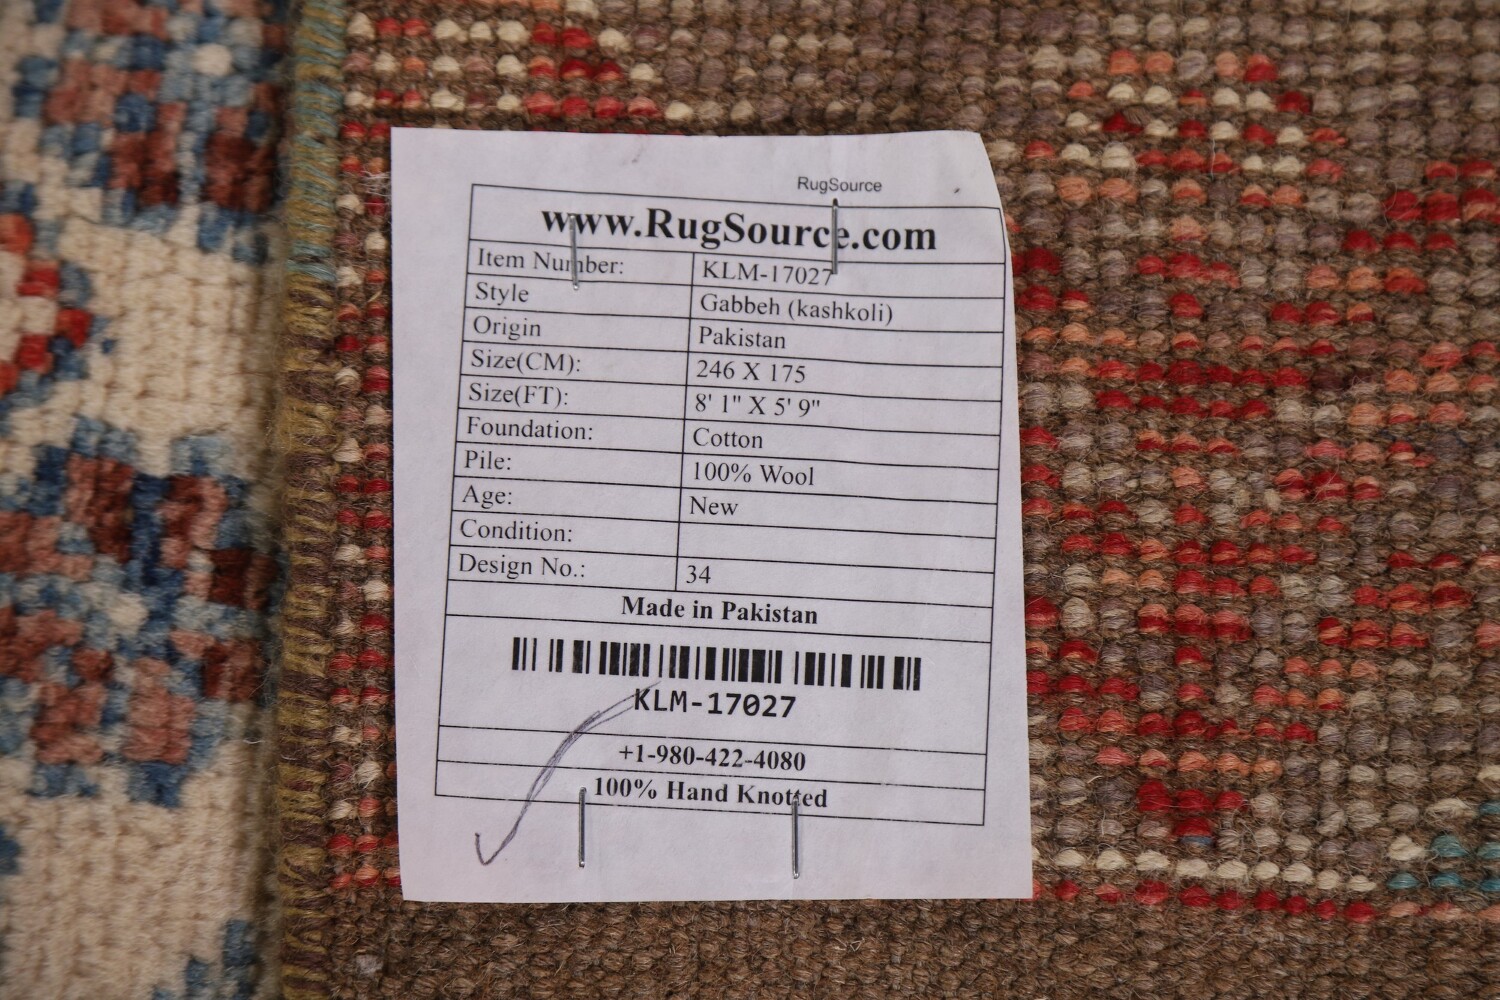 RugSource
www.RugSource.com
Item Number: KLM-17027
Style Gabbeh (kashkoli)
Origin Pakistan
Size(CM): 246 X 175
Size(FT): 8' 1" X 5' 9"
Foundation: Cotton
Pile: 100% Wool
Age: New
Condition:
Design No.: 34
Made in Pakistan
KLM-17027
+1-980-422-4080
100% Hand Knotted